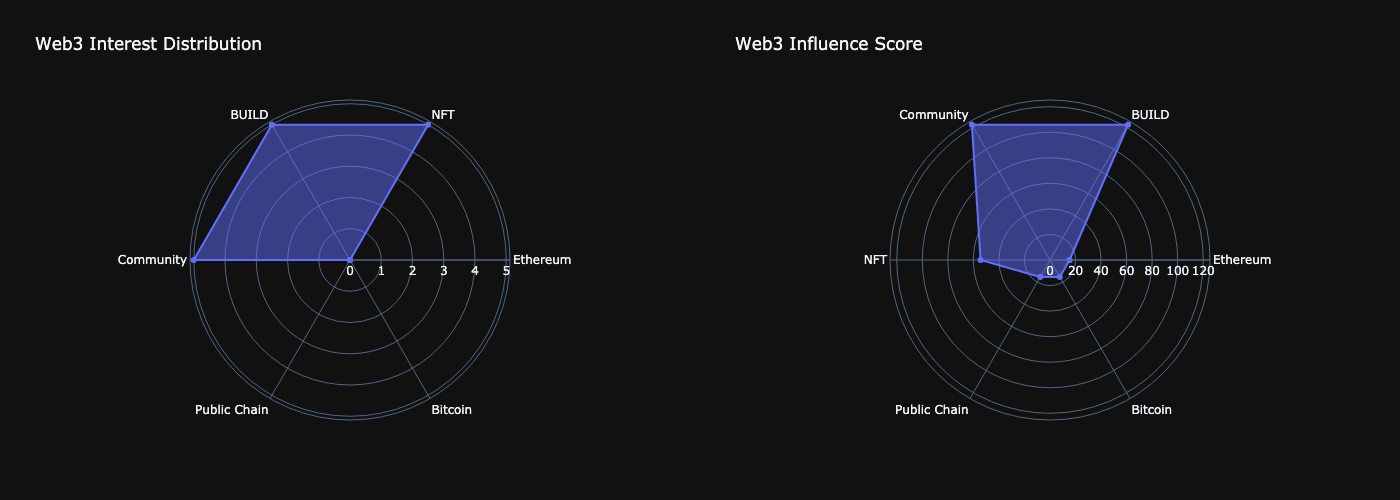 Web3 Interest Distribution
BUILD
NFT
Community
Ethereum
0 1 2 3 4 5
Public Chain
Bitcoin
Web3 Influence Score
Community
BUILD
NFT
Ethereum
0 20 40 60 80 100 120
Public Chain
Bitcoin